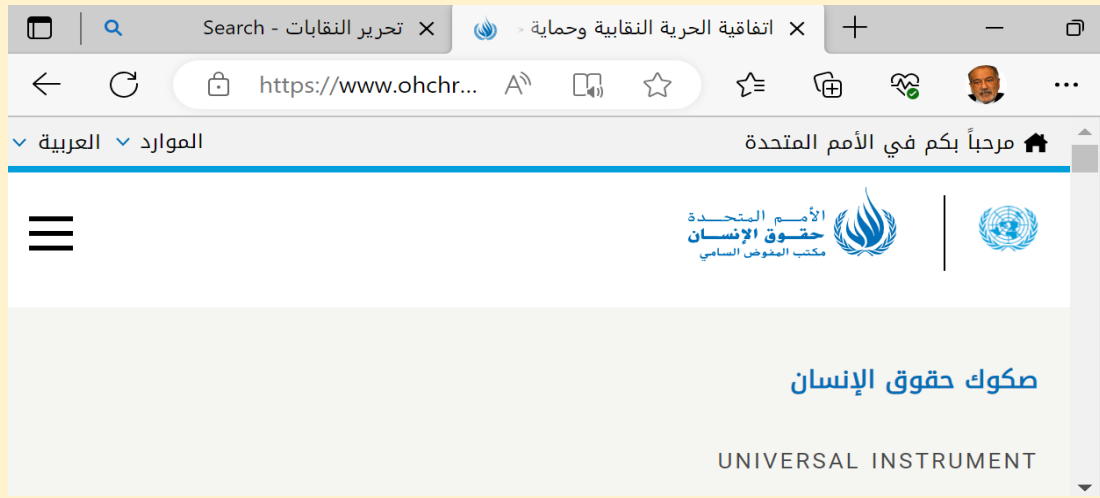 تحرير النقابات - Search
اتفاقية الحرية النقابية وحماية
https://www.ohchr...
مرحباً بكم في الأمم المتحدة
الموارد
العربية
الأمم المتحدة
حقوق الإنسان
مكتب المفوض السامي
صكوك حقوق الإنسان
UNIVERSAL INSTRUMENT